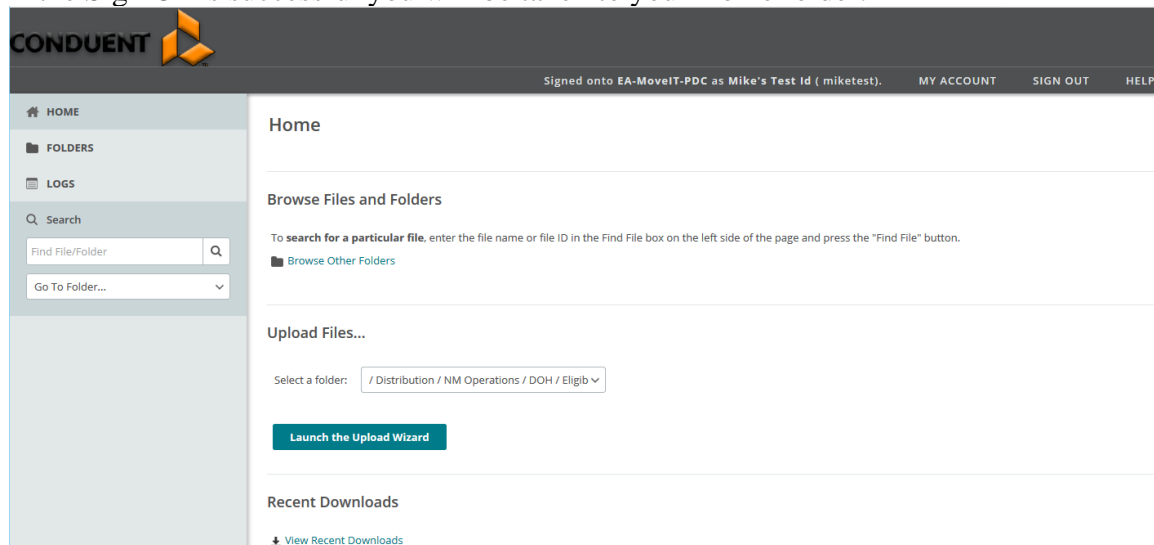 CONDUENT
Signed onto EA-MoveIT-PDC as Mike's Test Id ( miketest). MY ACCOUNT SIGN OUT HELP
HOME
FOLDERS
LOGS
Search
Find File/Folder
Go To Folder...
Home
Browse Files and Folders
To search for a particular file, enter the file name or file ID in the Find File box on the left side of the page and press the "Find File" button.
Browse Other Folders
Upload Files...
Select a folder: / Distribution / NM Operations / DOH / Eligib
Launch the Upload Wizard
Recent Downloads
View Recent Downloads